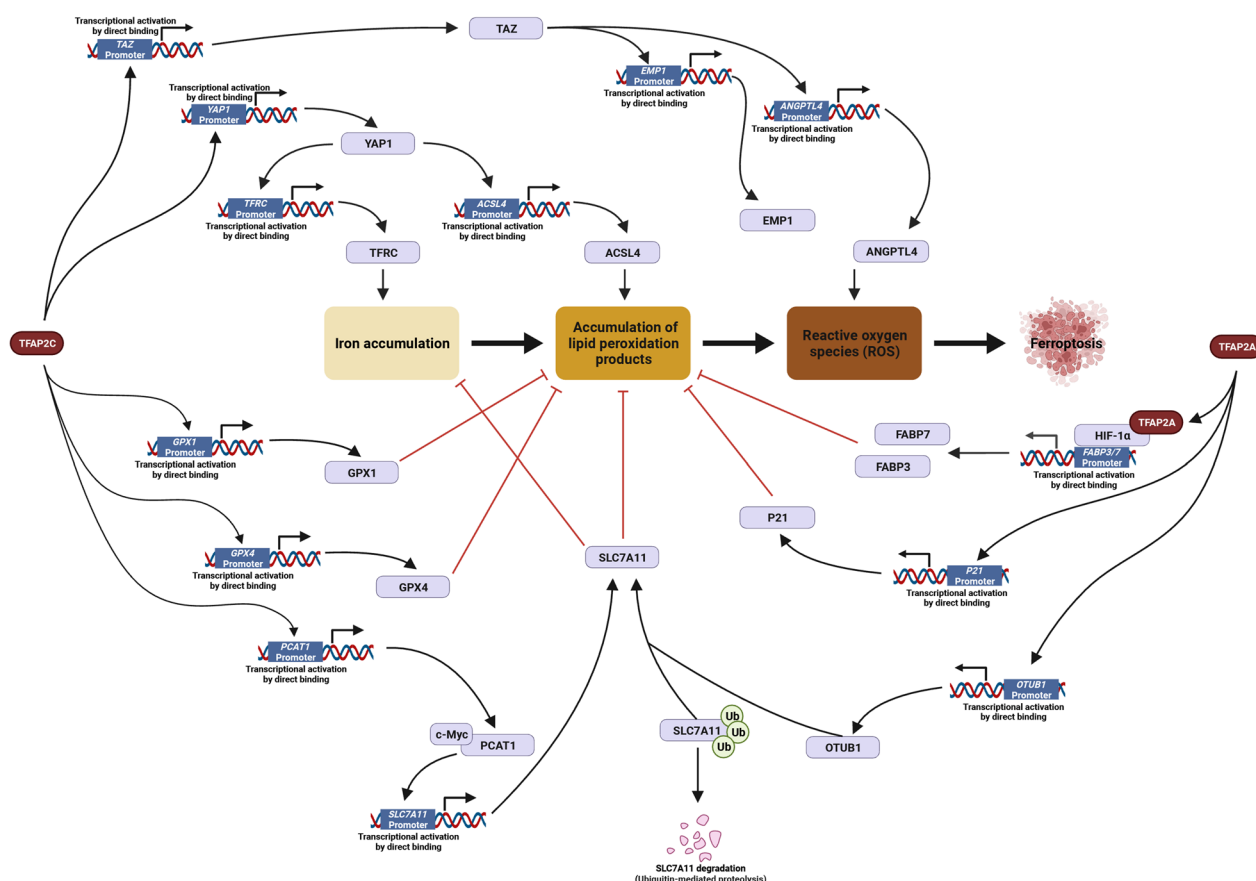 Transcriptional activation
by direct binding
TAZ
Promoter
TAZ
EMP1
Promoter
Transcriptional activation
by direct binding
Transcriptional activation
by direct binding
YAP1
Promoter
ANGPTL4
Promoter
Transcriptional activation
by direct binding
YAP1
TFRC
Promoter
Transcriptional activation
by direct binding
ACSL4
Promoter
Transcriptional activation
by direct binding
EMP1
TFRC
ACSL4
ANGPTL4
TFAP2C
Iron accumulation
Accumulation of
lipid peroxidation
products
Reactive oxygen
species (ROS)
Ferroptosis
TFAP2A
TFAP2A
HIF-1α
FABP3/7
Promoter
Transcriptional activation
by direct binding
FABP7
FABP3
GPX1
Promoter
Transcriptional activation
by direct binding
GPX1
P21
GPX4
Promoter
Transcriptional activation
by direct binding
GPX4
SLC7A11
P21
Promoter
Transcriptional activation
by direct binding
PCAT1
Promoter
Transcriptional activation
by direct binding
OTUB1
Promoter
Transcriptional activation
by direct binding
c-Myc
PCAT1
SLC7A11
Ub
Ub
Ub
OTUB1
SLC7A11
Promoter
Transcriptional activation
by direct binding
SLC7A11 degradation
(Ubiquitin-mediated proteolysis)